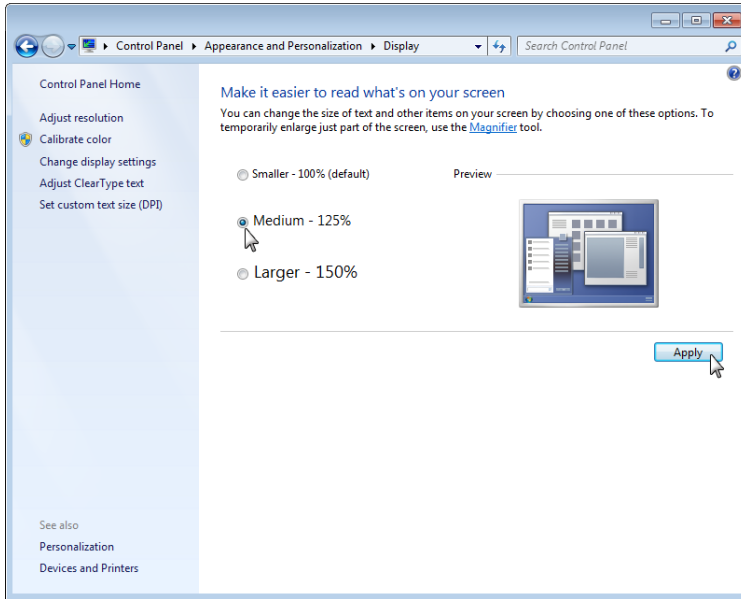 Control Panel
Appearance and Personalization
Display
Search Control Panel
Control Panel Home
Adjust resolution
Calibrate color
Change display settings
Adjust ClearType text
Set custom text size (DPI)
See also
Personalization
Devices and Printers
Make it easier to read what's on your screen
You can change the size of text and other items on your screen by choosing one of these options. To
temporarily enlarge just part of the screen, use the Magnifier tool.
Smaller - 100% (default)
Preview
Medium - 125%
Larger - 150%
Apply